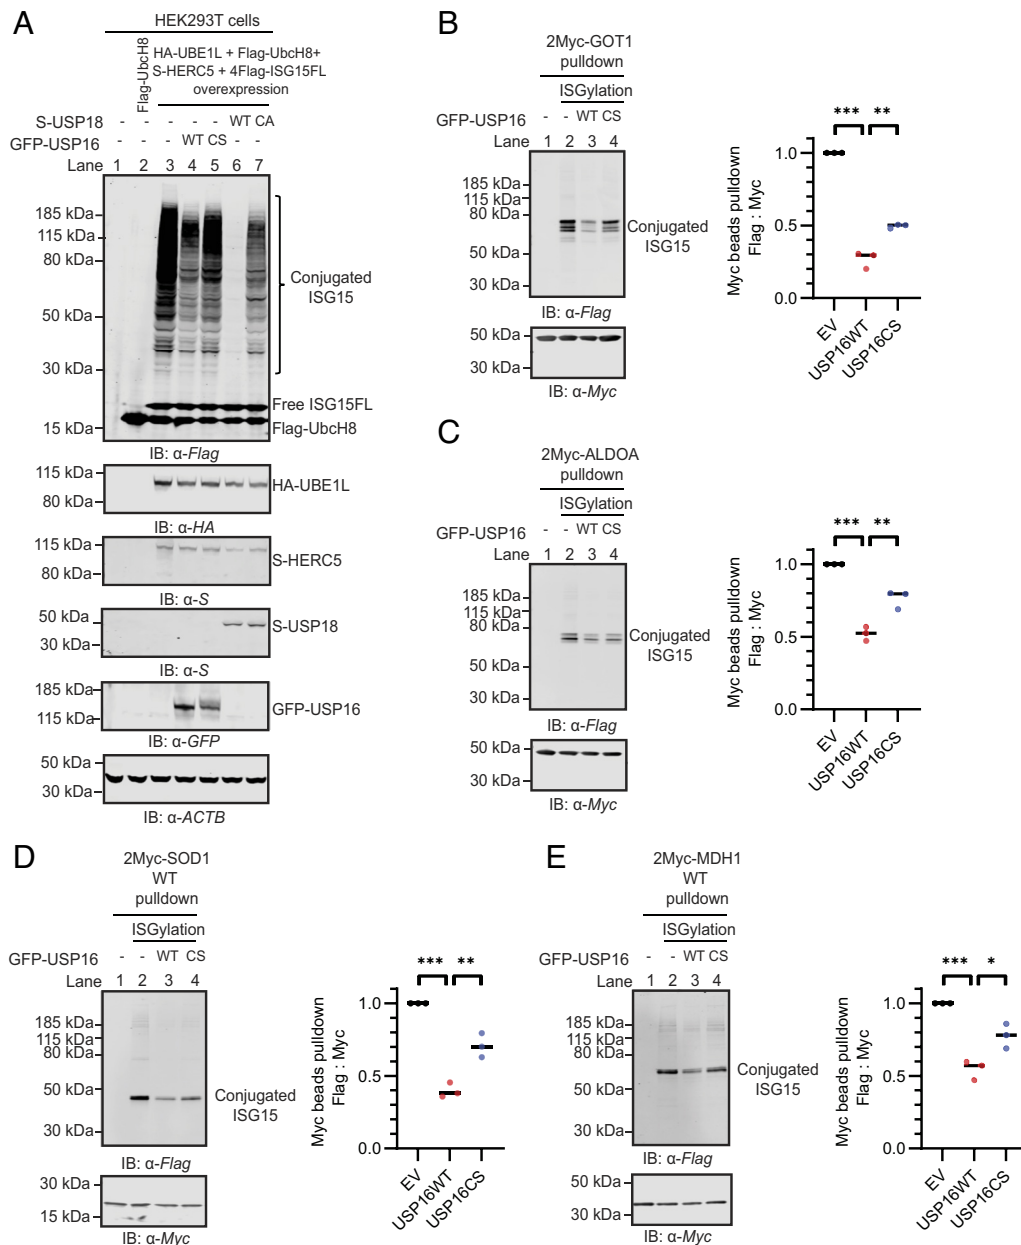 A
HEK293T cells
Flag-UbcH8
HA-UBE1L + Flag-UbcH8+
S-HERC5 + 4Flag-ISG15FL
overexpression
S-USP18 - - - - - WT CA
GFP-USP16 - - - WT CS - -
Lane 1 2 3 4 5 6 7
185 kDa
115 kDa
80 kDa
50 kDa
30 kDa
15 kDa
Conjugated
ISG15
Free ISG15FL
Flag-UbcH8
IB: α-Flag
115 kDa
80 kDa
HA-UBE1L
IB: α-HA
115 kDa
80 kDa
S-HERC5
IB: α-S
50 kDa
30 kDa
S-USP18
IB: α-S
185 kDa
115 kDa
GFP-USP16
IB: α-GFP
50 kDa
30 kDa
IB: α-ACTB
B
2Myc-GOT1
pulldown
ISGylation
GFP-USP16 - - WT CS
Lane 1 2 3 4
185 kDa
115 kDa
80 kDa
50 kDa
30 kDa
Conjugated
ISG15
IB: α-Flag
50 kDa
30 kDa
IB: α-Myc
*** **
Myc beads pulldown
Flag : Myc
1.0
0.5
0.0
EV
USP16WT
USP16CS
C
2Myc-ALDOA
pulldown
ISGylation
GFP-USP16 - - WT CS
Lane 1 2 3 4
185 kDa
115 kDa
80 kDa
50 kDa
30 kDa
Conjugated
ISG15
IB: α-Flag
50 kDa
30 kDa
IB: α-Myc
*** **
Myc beads pulldown
Flag : Myc
1.0
0.5
0.0
EV
USP16WT
USP16CS
D
2Myc-SOD1
WT
pulldown
ISGylation
GFP-USP16 - - WT CS
Lane 1 2 3 4
185 kDa
115 kDa
80 kDa
50 kDa
30 kDa
Conjugated
ISG15
IB: α-Flag
30 kDa
15 kDa
IB: α-Myc
*** **
Myc beads pulldown
Flag : Myc
1.0
0.5
0.0
EV
USP16WT
USP16CS
E
2Myc-MDH1
WT
pulldown
ISGylation
GFP-USP16 - - WT CS
Lane 1 2 3 4
185 kDa
115 kDa
80 kDa
50 kDa
30 kDa
Conjugated
ISG15
IB: α-Flag
50 kDa
30 kDa
IB: α-Myc
*** *
Myc beads pulldown
Flag : Myc
1.0
0.5
0.0
EV
USP16WT
USP16CS